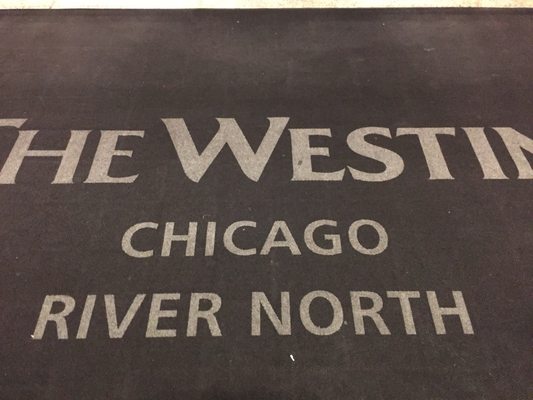 THE WESTIN
CHICAGO
RIVER NORTH